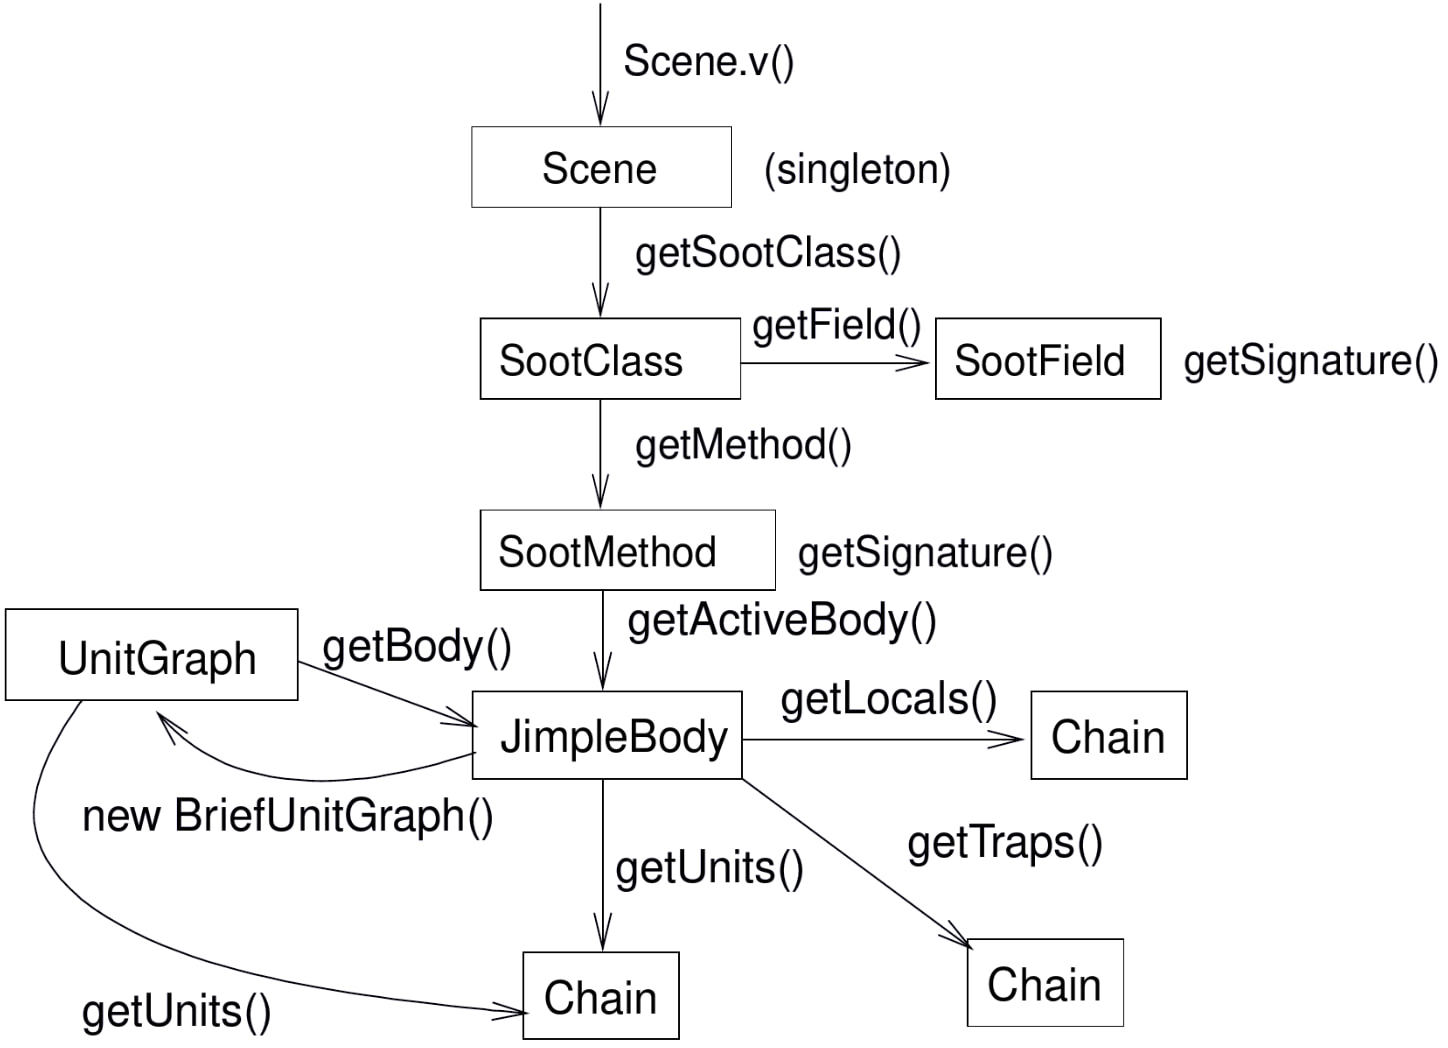 Scene.v()
Scene
(singleton)
getSootClass()
SootClass
getField()
SootField
getSignature()
getMethod()
SootMethod
getSignature()
getActiveBody()
UnitGraph
getBody()
JimpleBody
getLocals()
Chain
new BriefUnitGraph()
getUnits()
getTraps()
Chain
Chain
getUnits()